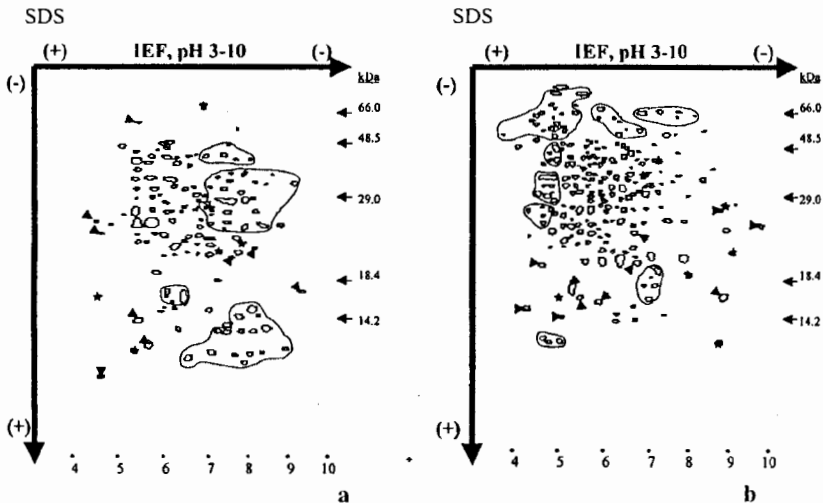 SDS
(+) IEF, pH 3-10 (-)
(-)
kDa
66.0
48.5
29.0
18.4
14.2
(+)
4 5 6 7 8 9 10
a
SDS
(+) IEF, pH 3-10 (-)
(-)
kDa
66.0
48.5
29.0
18.4
14.2
(+)
4 5 6 7 8 9 10
b